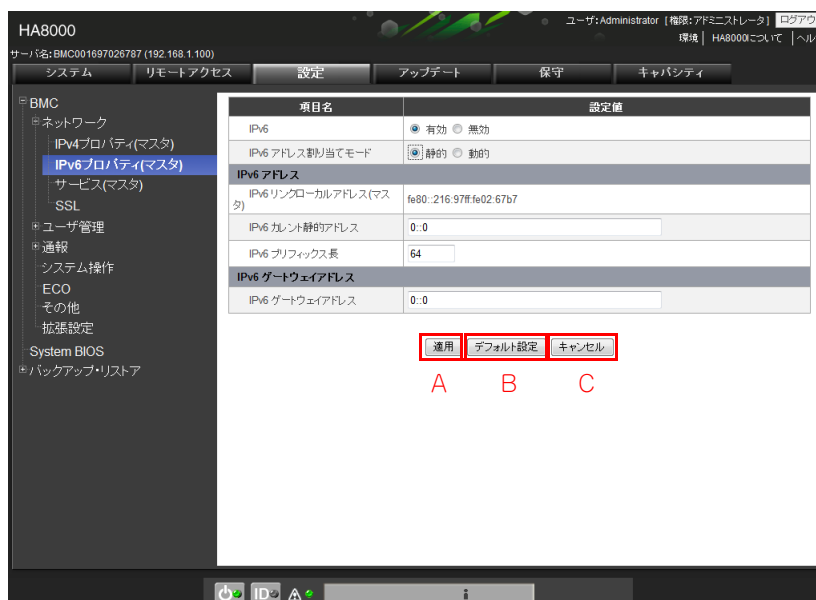 HA8000
ユーザ:Administrator [権限:アドミニストレータ]
環境 | HA8000について |
サーバ名:BMC001697026787 (192.168.1.100)
システム リモートアクセス 設定 アップデート 保守 キャパシティ
BMC
ネットワーク
IPv4プロパティ(マスタ)
IPv6プロパティ(マスタ)
サービス(マスタ)
SSL
ユーザ管理
通報
システム操作
ECO
その他
拡張設定
System BIOS
バックアップ・リストア
項目名 設定値
IPv6 有効 無効
IPv6 アドレス割り当てモード 静的 動的
IPv6 アドレス
IPv6 リンクローカルアドレス(マスタ) fe80::216:97ff:fe02:67b7
IPv6 カレント静的アドレス 0::0
IPv6 プリフィックス長 64
IPv6 ゲートウェイアドレス
IPv6 ゲートウェイアドレス 0::0
適用 デフォルト設定 キャンセル
A B C
ID
i